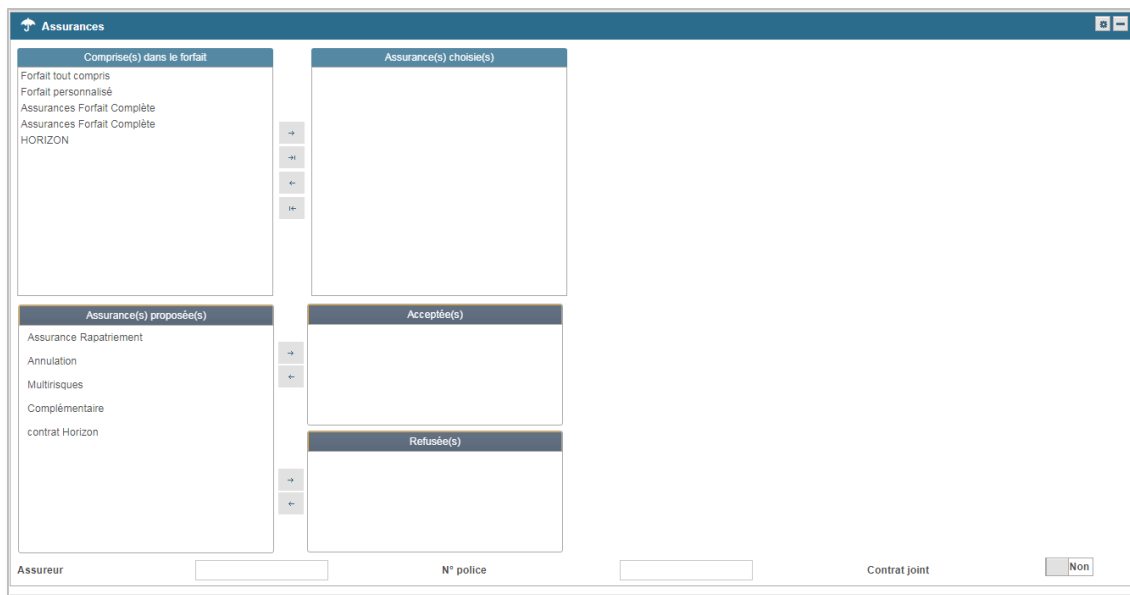 Assurances
Comprise(s) dans le forfait
Assurance(s) choisie(s)
Forfait tout compris
Forfait personnalisé
Assurances Forfait Complète
Assurances Forfait Complète
HORIZON
Assurance(s) proposée(s)
Acceptée(s)
Assurance Rapatriement
Annulation
Multirisques
Complémentaire
contrat Horizon
Refusée(s)
Assureur
N° police
Contrat joint
Non